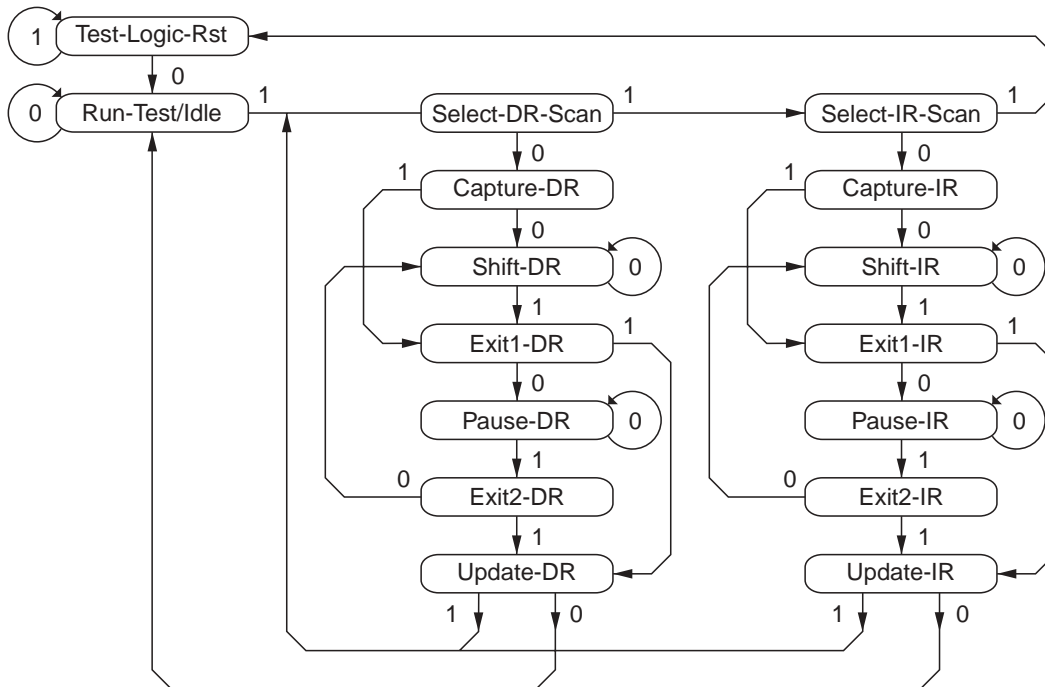 1 Test-Logic-Rst
0
0 Run-Test/Idle 1 Select-DR-Scan 1 Select-IR-Scan 1
0 0
1 Capture-DR 1 Capture-IR
0 0
Shift-DR 0 Shift-IR 0
1 1
Exit1-DR 1 Exit1-IR 1
0 0
Pause-DR 0 Pause-IR 0
1 1
0 Exit2-DR 0 Exit2-IR
1 1
Update-DR Update-IR
1 0 1 0